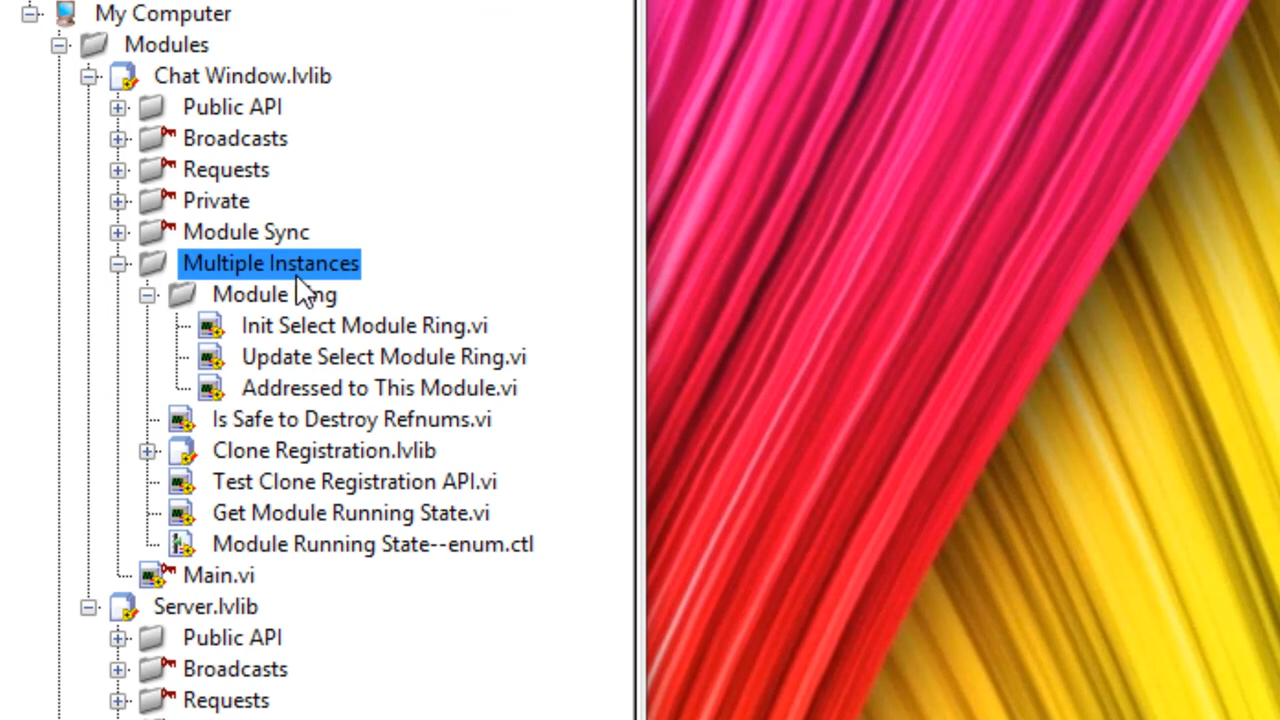 My Computer
Modules
Chat Window.lvlib
Public API
Broadcasts
Requests
Private
Module Sync
Multiple Instances
Module
Init Select Module Ring.vi
Update Select Module Ring.vi
Addressed to This Module.vi
Is Safe to Destroy Refnums.vi
Clone Registration.lvlib
Test Clone Registration API.vi
Get Module Running State.vi
Module Running State--enum.ctl
Main.vi
Server.lvlib
Public API
Broadcasts
Requests